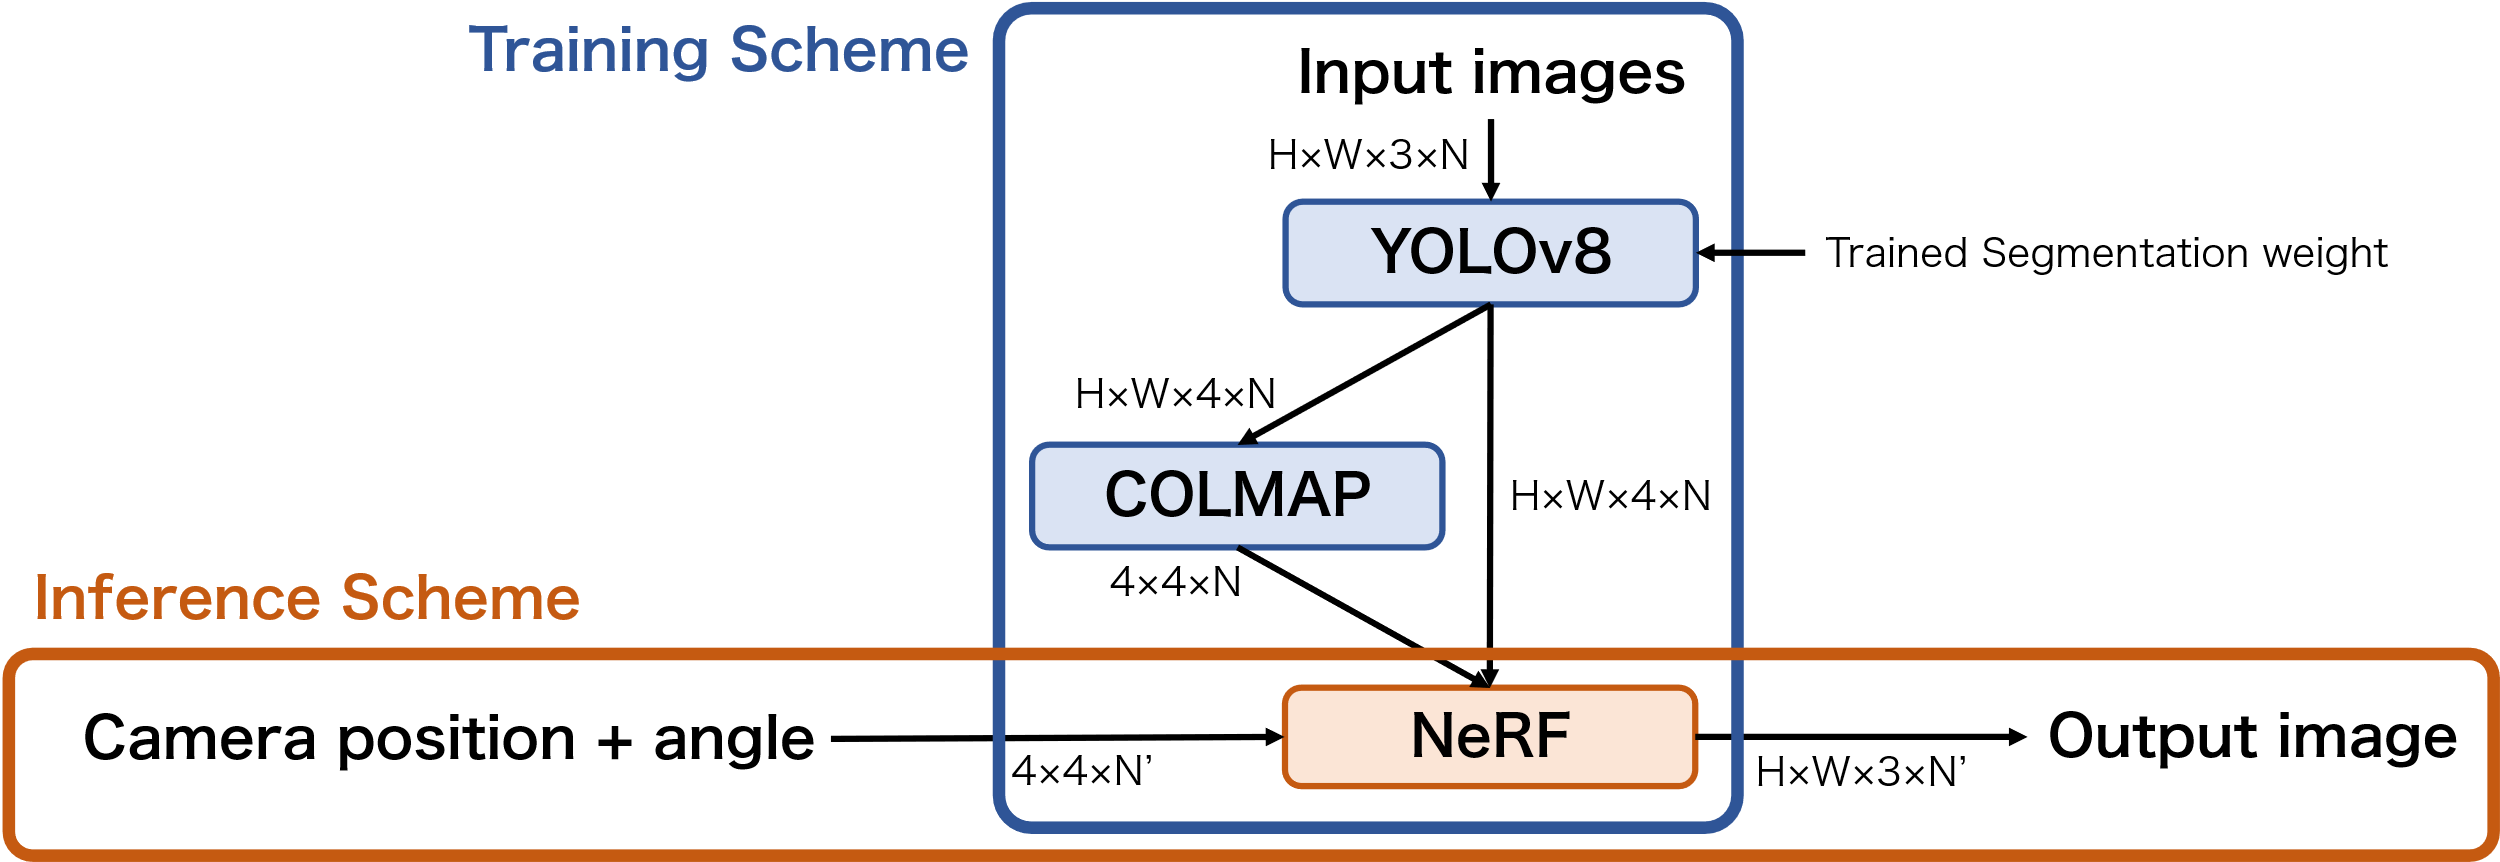 Training Scheme
Input images
H×W×3×N
YOLOv8
Trained Segmentation weight
H×W×4×N
COLMAP
H×W×4×N
4×4×N
Inference Scheme
Camera position + angle
4×4×N’
NeRF
H×W×3×N’
Output image